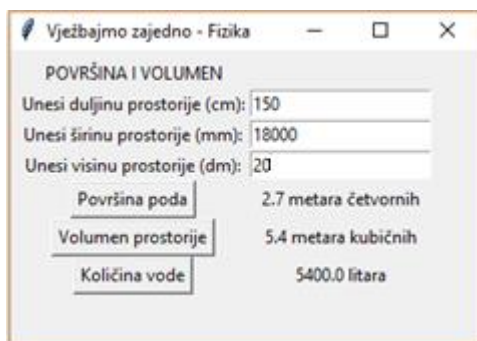 Vježbajmo zajedno - Fizika
POVRŠINA I VOLUMEN
Unesi duljinu prostorije (cm): 150
Unesi širinu prostorije (mm): 18000
Unesi visinu prostorije (dm): 20
Površina poda 2.7 metara četvornih
Volumen prostorije 5.4 metara kubičnih
Količina vode 5400.0 litara